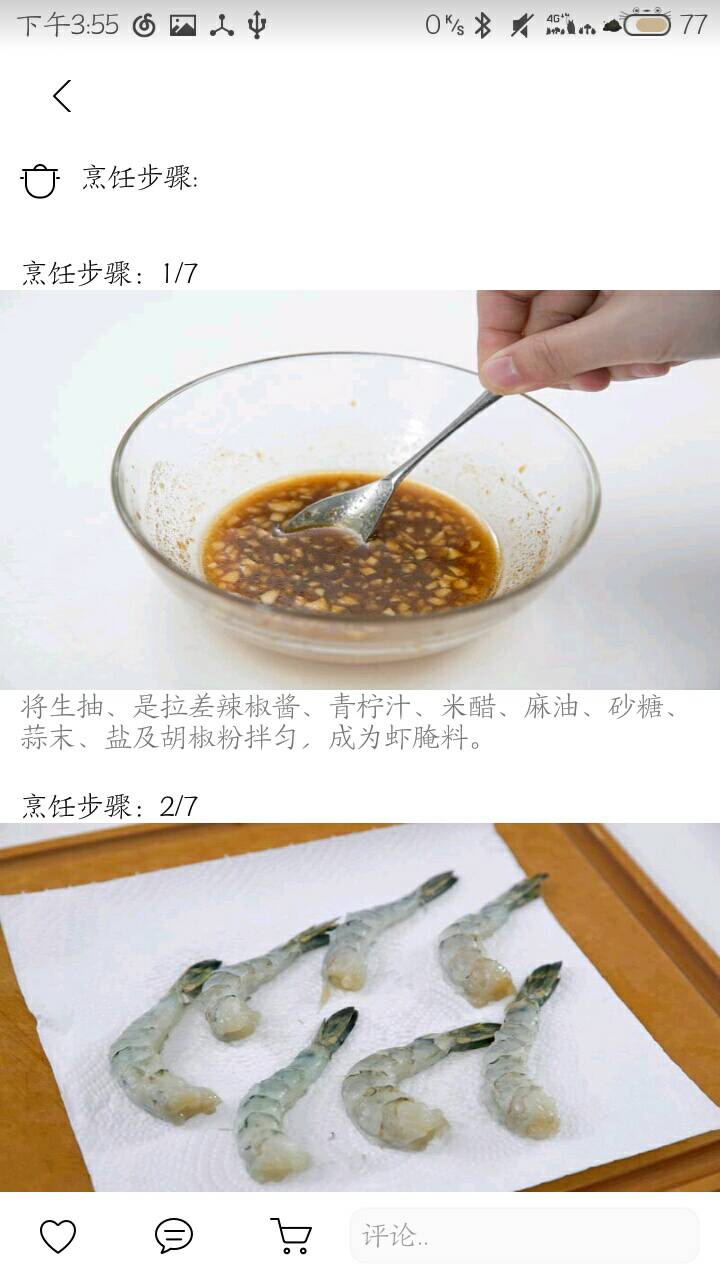 下午3:55
0 K/s
4G+
77
烹饪步骤:
烹饪步骤：1/7
将生抽、是拉差辣椒酱、青柠汁、米醋、麻油、砂糖、
蒜末、盐及胡椒粉拌匀，成为虾腌料。
烹饪步骤：2/7
评论..